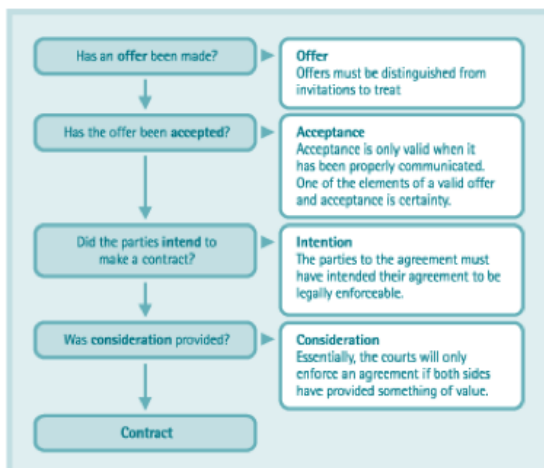 Has an offer been made?
Offer
Offers must be distinguished from
invitations to treat
Has the offer been accepted?
Acceptance
Acceptance is only valid when it
has been properly communicated.
One of the elements of a valid offer
and acceptance is certainty.
Did the parties intend to
make a contract?
Intention
The parties to the agreement must
have intended their agreement to be
legally enforceable.
Was consideration provided?
Consideration
Essentially, the courts will only
enforce an agreement if both sides
have provided something of value.
Contract